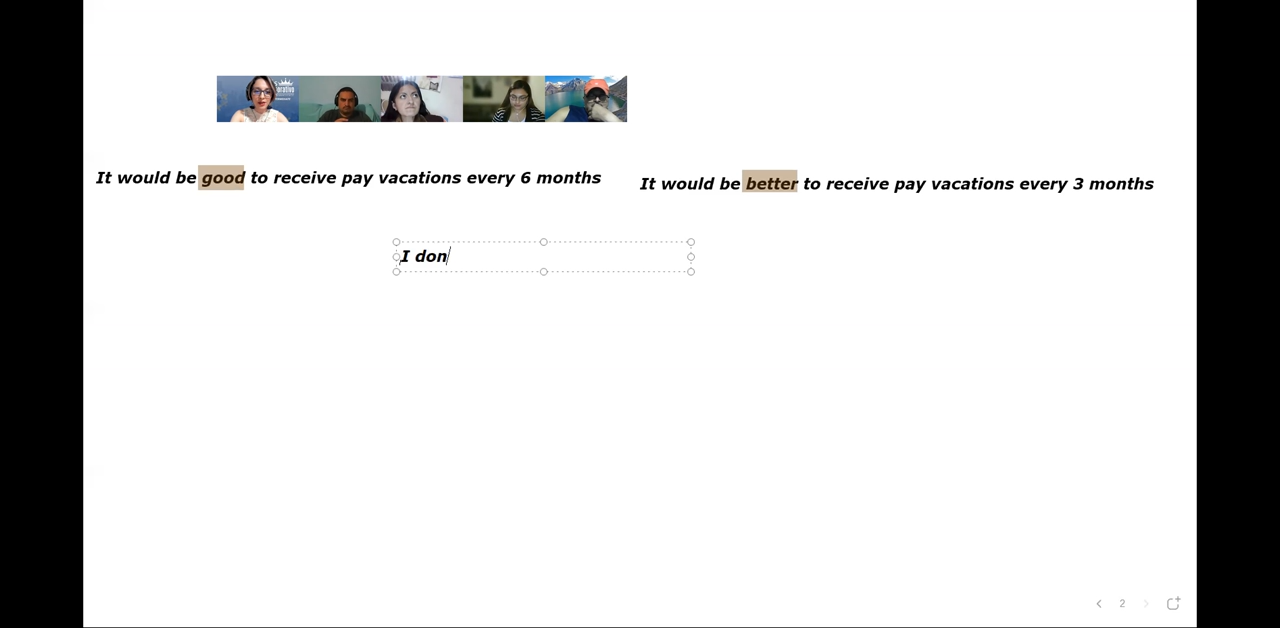 It would be good to receive pay vacations every 6 months
It would be better to receive pay vacations every 3 months
I don
2